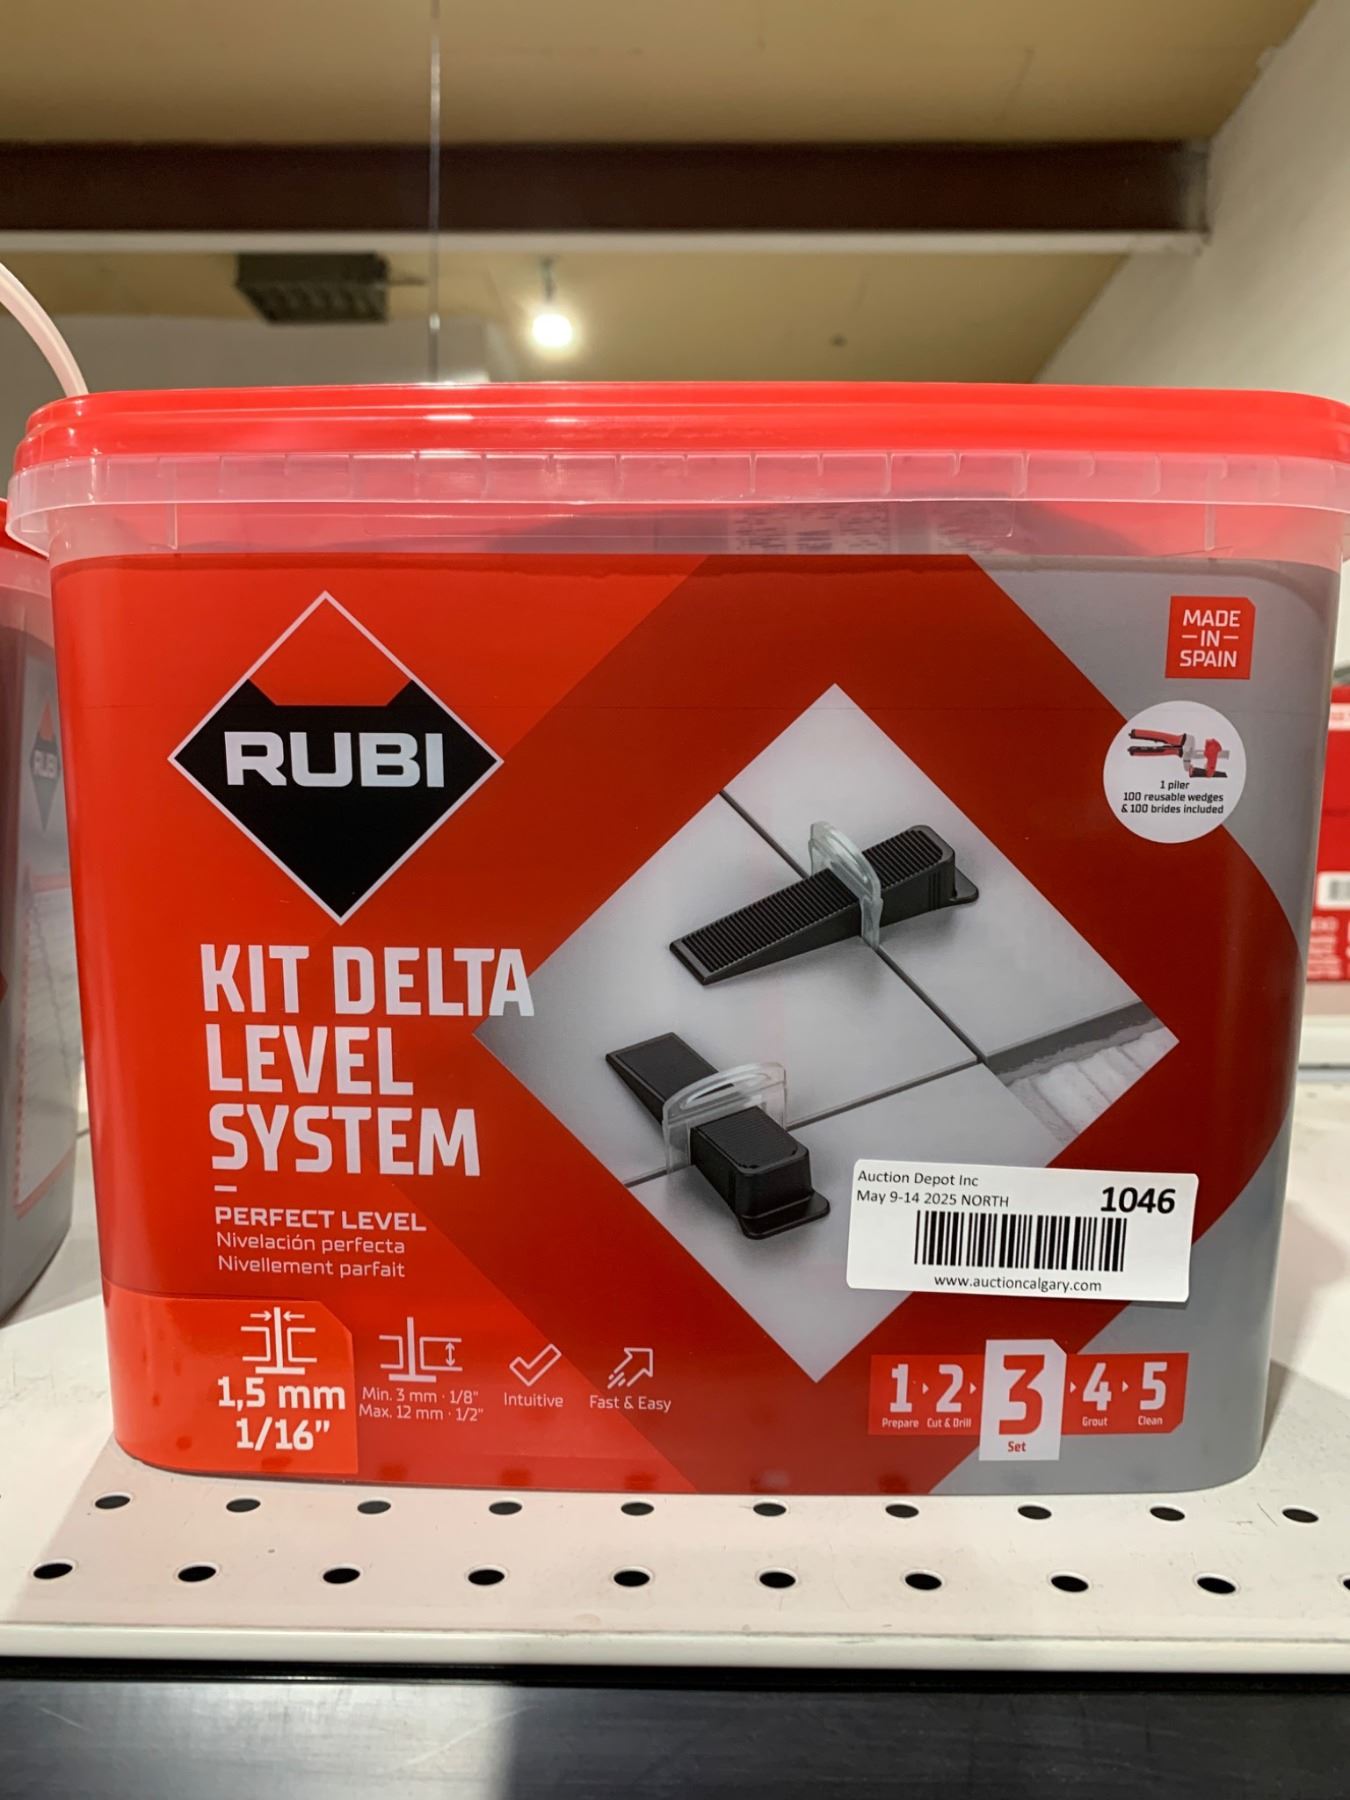 RUBI
KIT DELTA
LEVEL
SYSTEM
PERFECT LEVEL
Nivelación perfecta
Nivellement parfait
1,5 mm
1/16”
Min. 3 mm · 1/8"
Max. 12 mm · 1/2"
Intuitive
Fast & Easy
MADE
IN
SPAIN
1 plier
100 reusable wedges
& 100 brides included
Auction Depot Inc
May 9-14 2025 NORTH
1046
www.auctioncalgary.com
1 2 3 4 5
Prepare Cut & Drill Set Grout Clean
RUBI